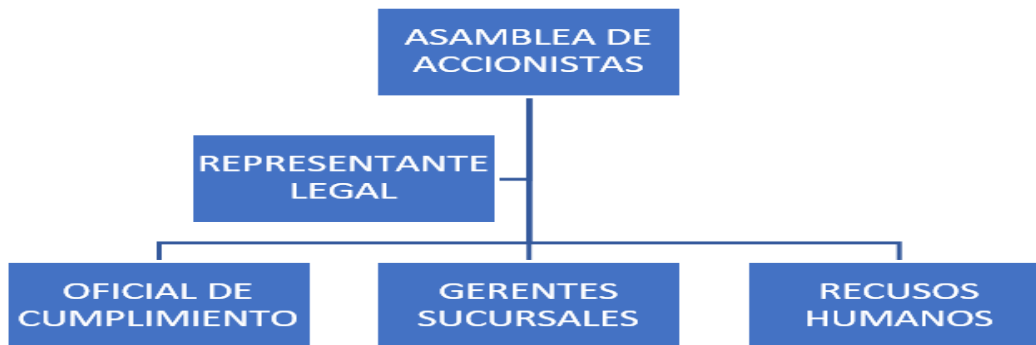 ASAMBLEA DE
ACCIONISTAS
REPRESENTANTE
LEGAL
OFICIAL DE
CUMPLIMIENTO
GERENTES
SUCURSALES
RECUSOS
HUMANOS